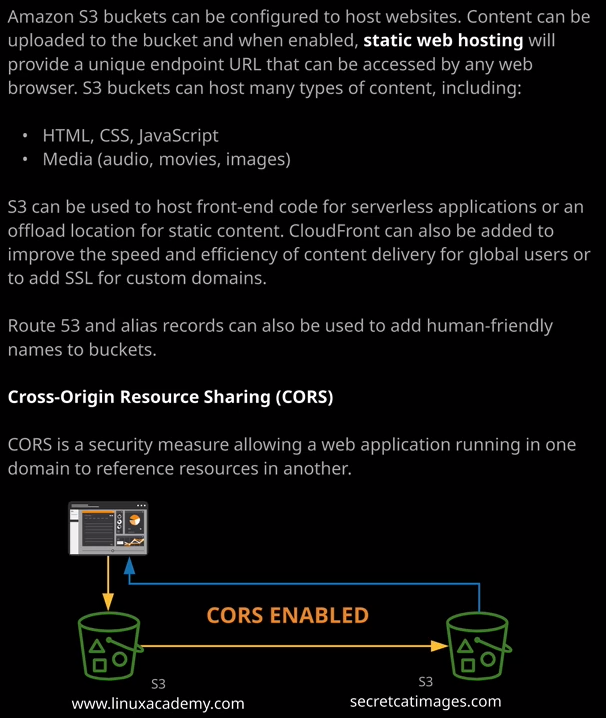 Amazon S3 buckets can be configured to host websites. Content can be
uploaded to the bucket and when enabled, static web hosting will
provide a unique endpoint URL that can be accessed by any web
browser. S3 buckets can host many types of content, including:
• HTML, CSS, JavaScript
• Media (audio, movies, images)
S3 can be used to host front-end code for serverless applications or an
offload location for static content. CloudFront can also be added to
improve the speed and efficiency of content delivery for global users or
to add SSL for custom domains.
Route 53 and alias records can also be used to add human-friendly
names to buckets.
Cross-Origin Resource Sharing (CORS)
CORS is a security measure allowing a web application running in one
domain to reference resources in another.
CORS ENABLED
S3
www.linuxacademy.com
S3
secretcatimages.com